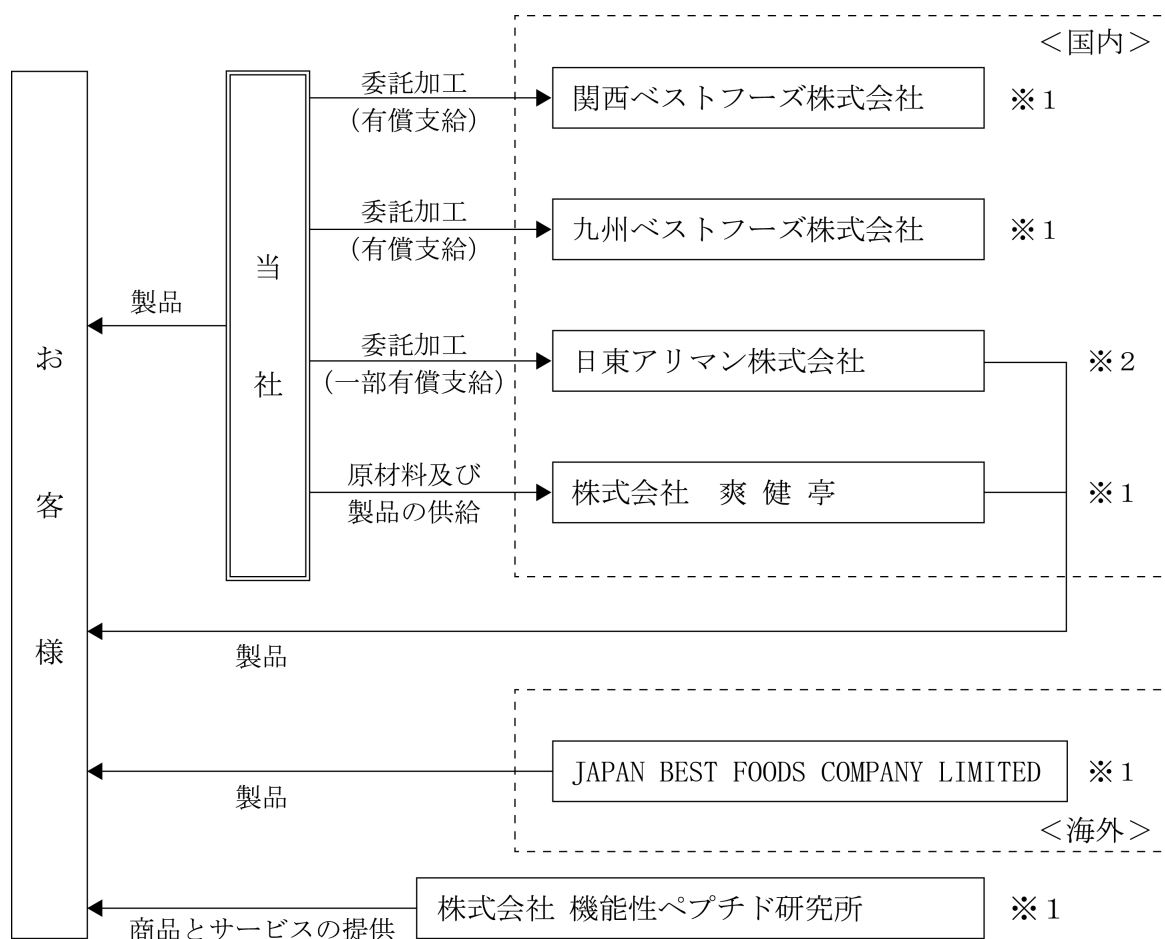 ＜国内＞
委託加工
(有償支給)
関西ベストフーズ株式会社
※1
委託加工
(有償支給)
九州ベストフーズ株式会社
※1
当社
製品
委託加工
(一部有償支給)
日東アリマン株式会社
※2
お客様
原材料及び
製品の供給
株式会社　爽 健 亭
※1
製品
JAPAN BEST FOODS COMPANY LIMITED
※1
製品
＜海外＞
株式会社 機能性ペプチド研究所
※1
商品とサービスの提供